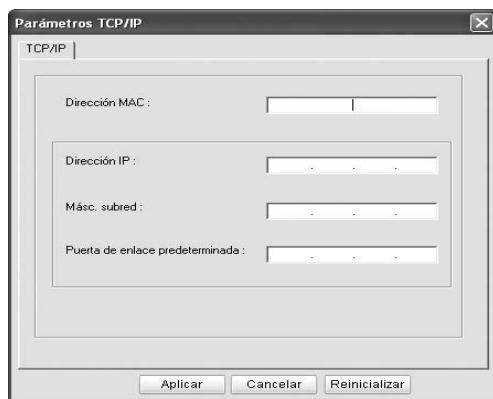 Parámetros TCP/IP
TCP/IP
Dirección MAC :
Dirección IP :
Másc. subred :
Puerta de enlace predeterminada :
Aplicar Cancelar Reinicializar